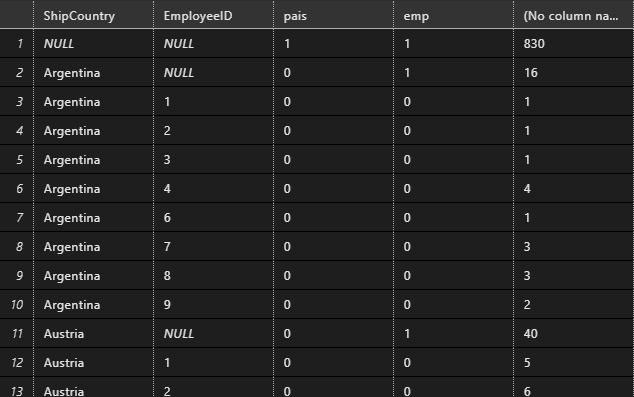 ShipCountry EmployeeID pais emp (No column na...
1 NULL NULL 1 1 830
2 Argentina NULL 0 1 16
3 Argentina 1 0 0 1
4 Argentina 2 0 0 1
5 Argentina 3 0 0 1
6 Argentina 4 0 0 4
7 Argentina 6 0 0 1
8 Argentina 7 0 0 3
9 Argentina 8 0 0 3
10 Argentina 9 0 0 2
11 Austria NULL 0 1 40
12 Austria 1 0 0 5
13 Austria 2 0 0 6